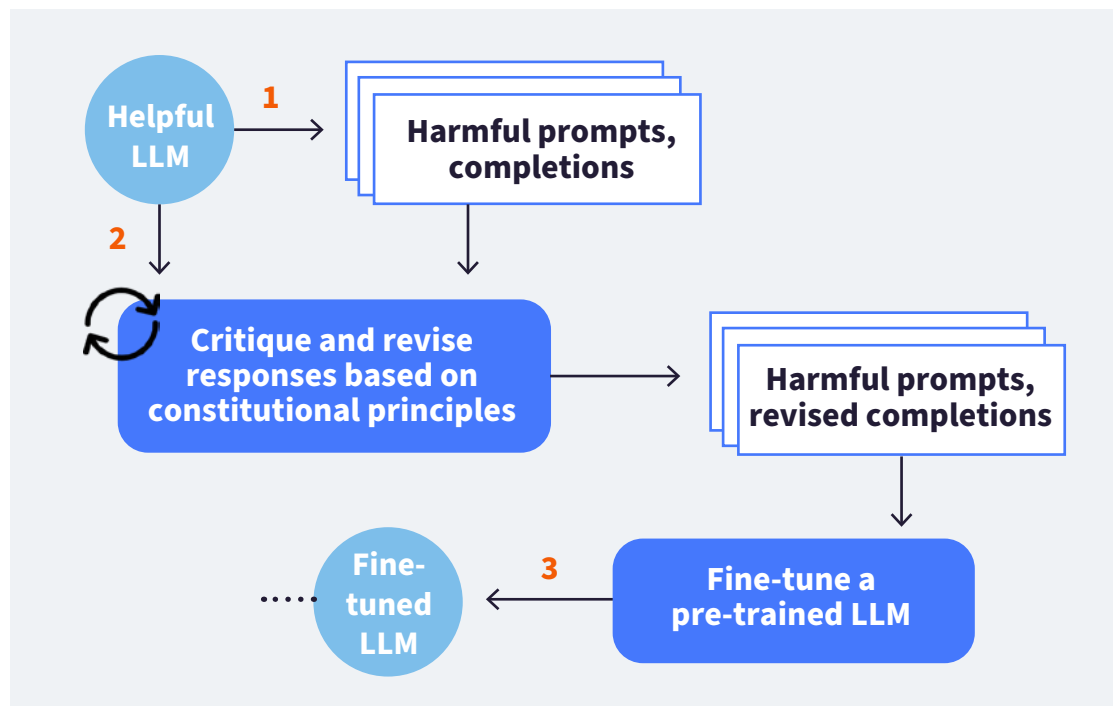 Helpful
LLM
1
Harmful prompts,
completions
2
Critique and revise
responses based on
constitutional principles
Harmful prompts,
revised completions
Fine-tune a
pre-trained LLM
3
Fine-
tuned
LLM